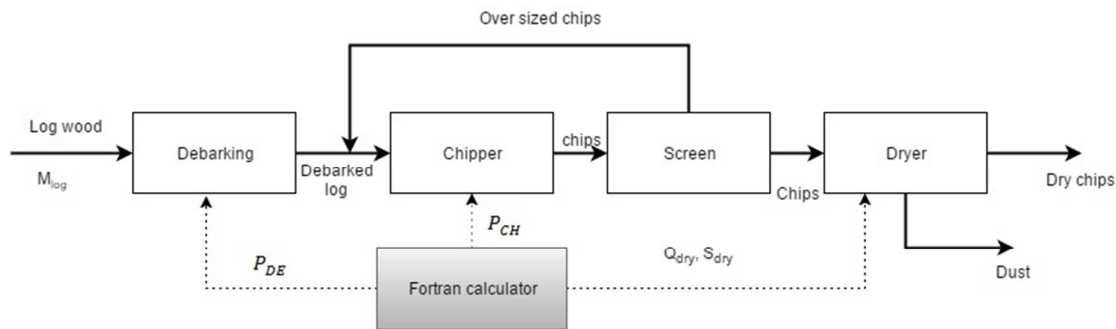 Over sized chips
Log wood
M_log
Debarking
Debarked
log
Chipper
chips
Screen
Chips
Dryer
Dry chips
Dust
P_DE
P_CH
Q_dry, S_dry
Fortran calculator